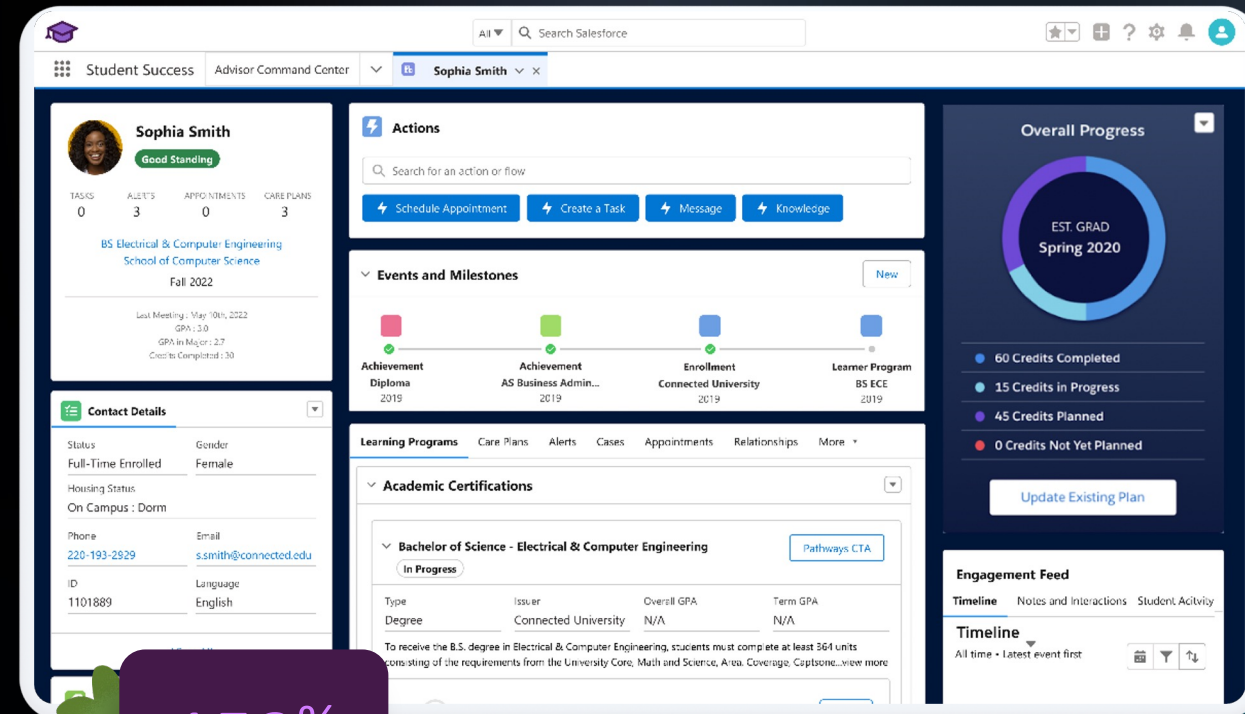 All
Search Salesforce
Student Success
Advisor Command Center
Sophia Smith
Sophia Smith
Good Standing
TASKS ALERTS APPOINTMENTS CARE PLANS
0 3 0 3
BS Electrical & Computer Engineering
School of Computer Science
Fall 2022
Last Meeting : May 10th, 2022
GPA : 3.0
GPA in Major : 2.7
Credits Completed : 30
Contact Details
Status Gender
Full-Time Enrolled Female
Housing Status
On Campus : Dorm
Phone Email
220-193-2929 s.smith@connected.edu
ID Language
1101889 English
Actions
Search for an action or flow
Schedule Appointment Create a Task Message Knowledge
Events and Milestones
New
Achievement Achievement Enrollment Learner Program
Diploma AS Business Admin... Connected University BS ECE
2019 2019 2019 2019
Learning Programs Care Plans Alerts Cases Appointments Relationships More
Academic Certifications
Bachelor of Science - Electrical & Computer Engineering
Pathways CTA
In Progress
Type Issuer Overall GPA Term GPA
Degree Connected University N/A N/A
To receive the B.S. degree in Electrical & Computer Engineering, students must complete at least 364 units
consisting of the requirements from the University Core, Math and Science, Area. Coverage, Captsone...view more
Overall Progress
EST. GRAD
Spring 2020
60 Credits Completed
15 Credits in Progress
45 Credits Planned
0 Credits Not Yet Planned
Update Existing Plan
Engagement Feed
Timeline Notes and Interactions Student Acitvity
Timeline
All time • Latest event first